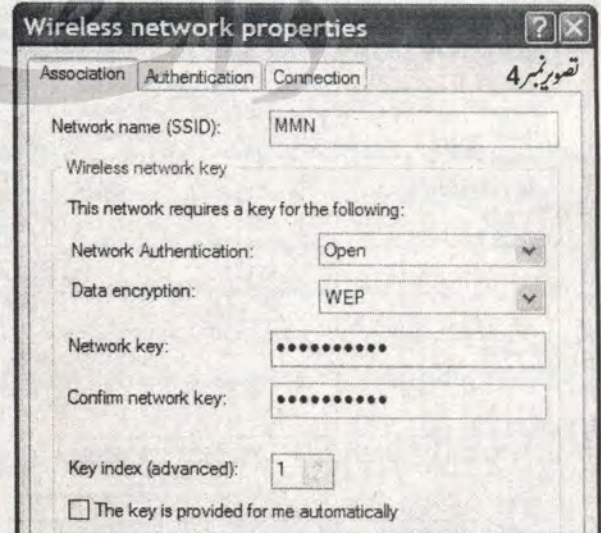 Wireless network properties
Association Authentication Connection
تصویر نمبر 4
Network name (SSID): MMN
Wireless network key
This network requires a key for the following:
Network Authentication: Open
Data encryption: WEP
Network key: ••••••••••
Confirm network key: ••••••••••
Key index (advanced): 1
The key is provided for me automatically